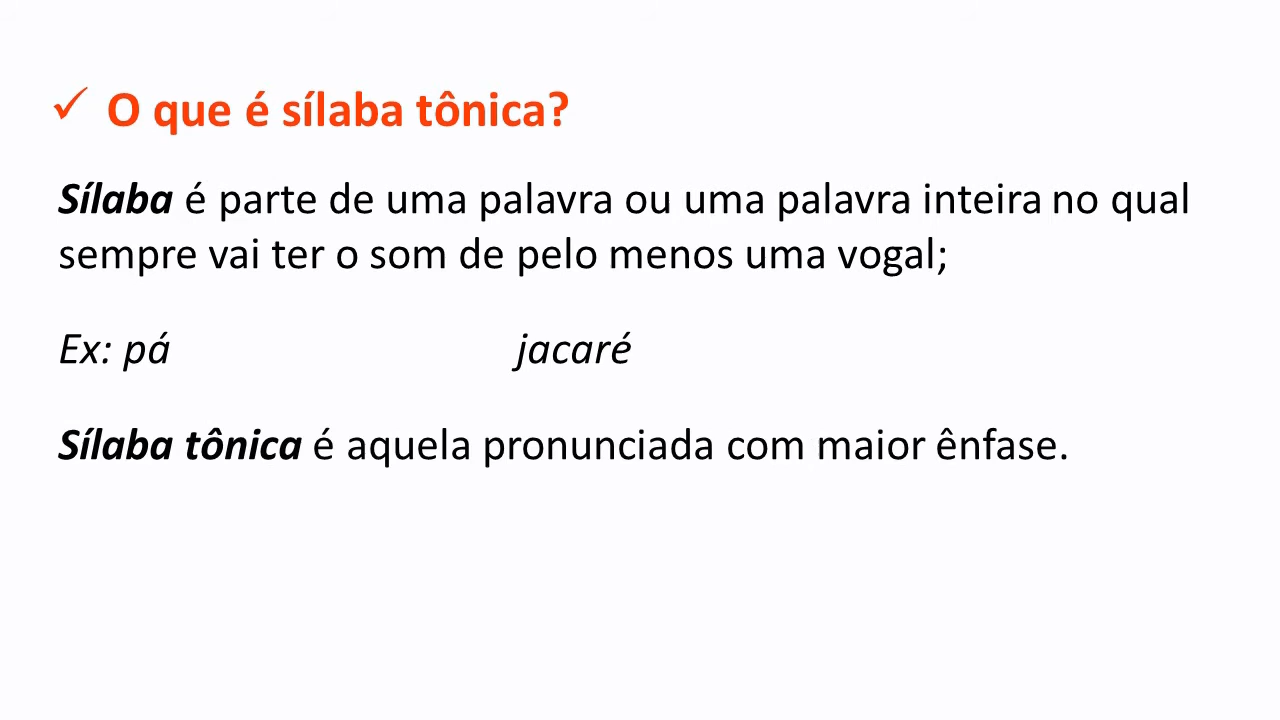 ✓ O que é sílaba tônica?
Sílaba é parte de uma palavra ou uma palavra inteira no qual
sempre vai ter o som de pelo menos uma vogal;
Ex: pá jacaré
Sílaba tônica é aquela pronunciada com maior ênfase.